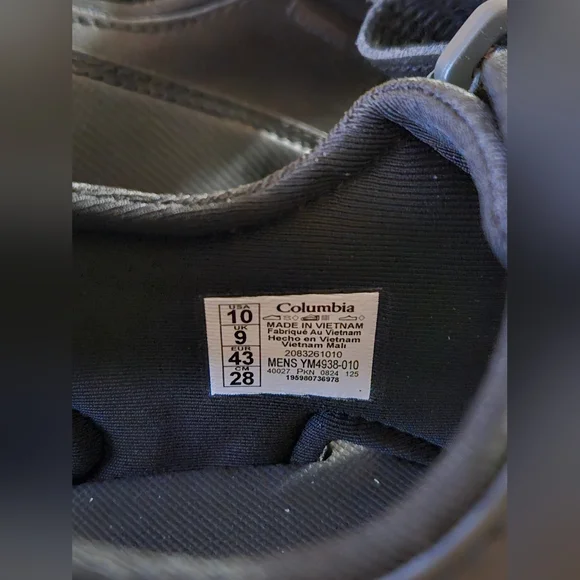 USA
10
UK
9
EUR
43
CM
28
Columbia
MADE IN VIETNAM
Fabriqué Au Vietnam
Hecho en Vietnam
Vietnam Malı
2083261010
MENS YM4938-010
40027 PKN 0824 125
195980736978